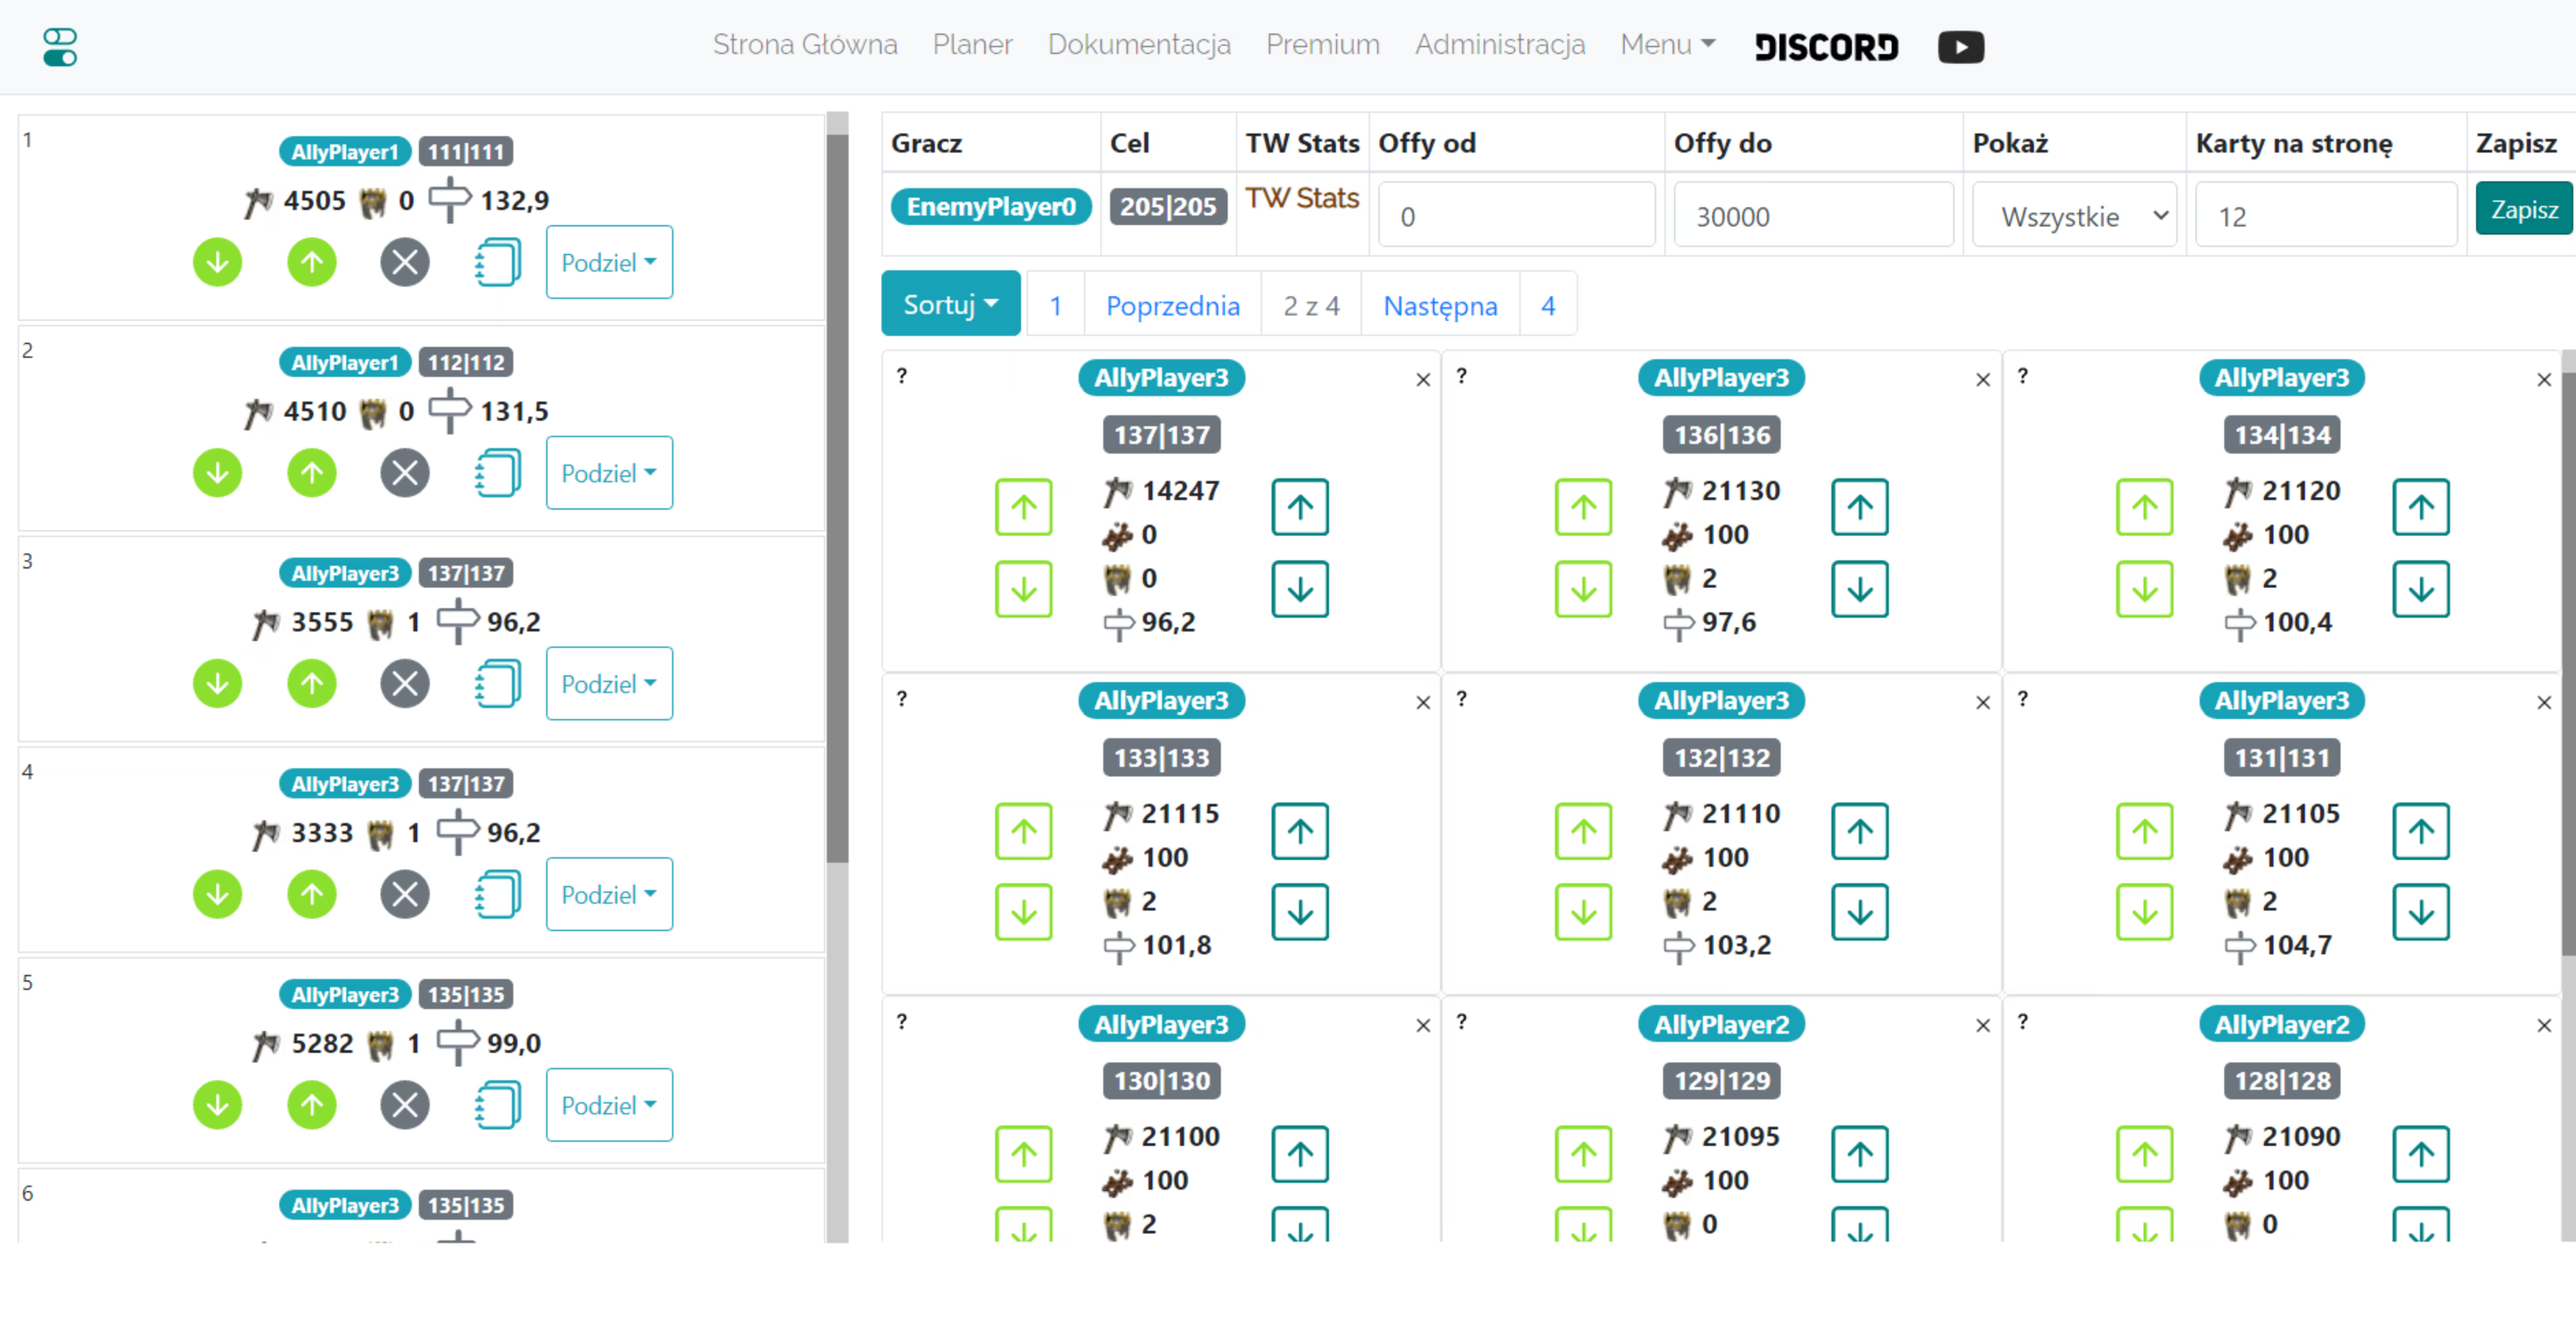 Strona Główna Planer Dokumentacja Premium Administracja Menu DISCORD
1
AllyPlayer1 111|111
4505 0 132,9
Podziel
2
AllyPlayer1 112|112
4510 0 131,5
Podziel
3
AllyPlayer3 137|137
3555 1 96,2
Podziel
4
AllyPlayer3 137|137
3333 1 96,2
Podziel
5
AllyPlayer3 135|135
5282 1 99,0
Podziel
6
AllyPlayer3 135|135
Gracz Cel TW Stats Offy od Offy do Pokaż Karty na stronę Zapisz
EnemyPlayer0 205|205 TW Stats 0 30000 Wszystkie 12 Zapisz
Sortuj 1 Poprzednia 2 z 4 Następna 4
? AllyPlayer3 ×
137|137
14247
0
0
96,2
? AllyPlayer3 ×
136|136
21130
100
2
97,6
? AllyPlayer3 ×
134|134
21120
100
2
100,4
? AllyPlayer3 ×
133|133
21115
100
2
101,8
? AllyPlayer3 ×
132|132
21110
100
2
103,2
? AllyPlayer3 ×
131|131
21105
100
2
104,7
? AllyPlayer3 ×
130|130
21100
100
2
? AllyPlayer2 ×
129|129
21095
100
0
? AllyPlayer2 ×
128|128
21090
100
0